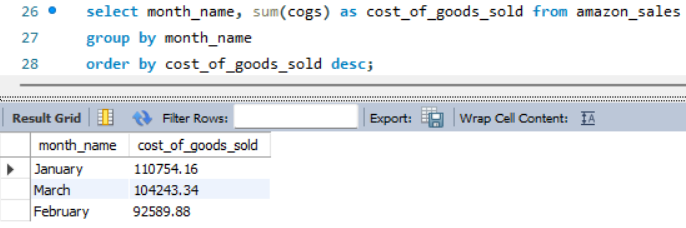 26 select month_name, sum(cogs) as cost_of_goods_sold from amazon_sales
27 group by month_name
28 order by cost_of_goods_sold desc;
Result Grid Filter Rows: Export: Wrap Cell Content: IA
month_name cost_of_goods_sold
January 110754.16
March 104243.34
February 92589.88